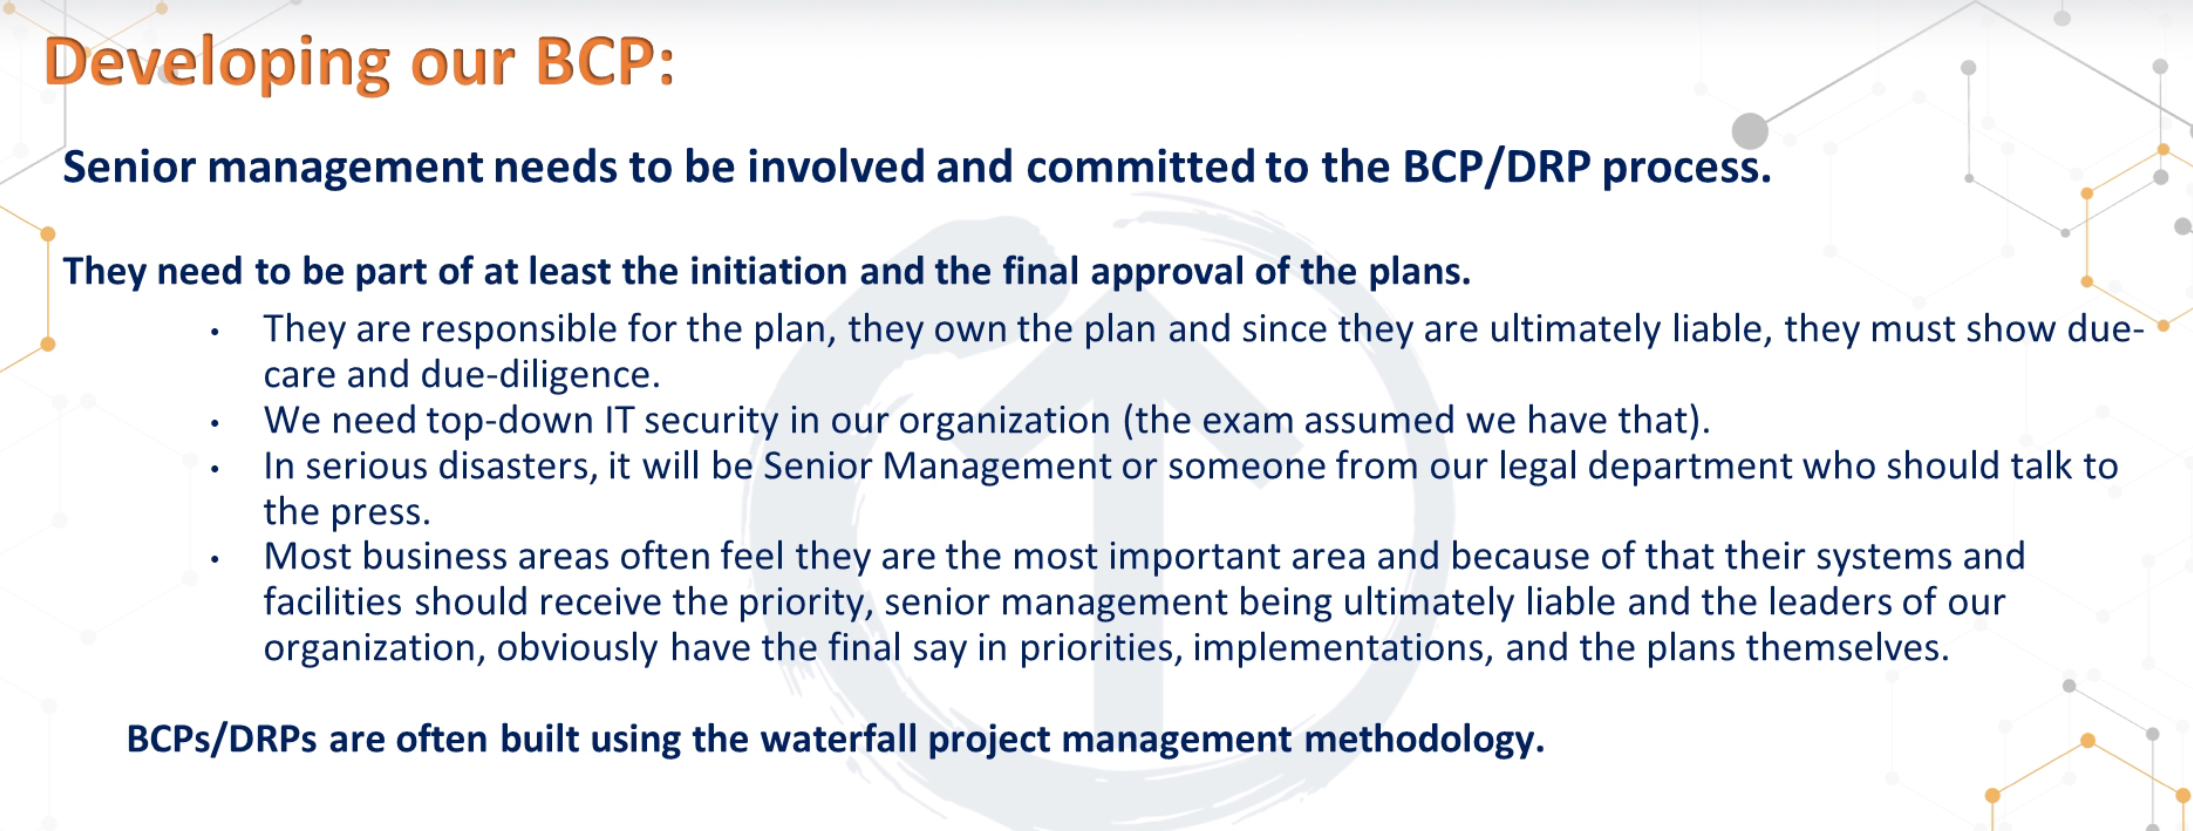 Developing our BCP:
Senior management needs to be involved and committed to the BCP/DRP process.
They need to be part of at least the initiation and the final approval of the plans.
• They are responsible for the plan, they own the plan and since they are ultimately liable, they must show due-
care and due-diligence.
• We need top-down IT security in our organization (the exam assumed we have that).
• In serious disasters, it will be Senior Management or someone from our legal department who should talk to
the press.
• Most business areas often feel they are the most important area and because of that their systems and
facilities should receive the priority, senior management being ultimately liable and the leaders of our
organization, obviously have the final say in priorities, implementations, and the plans themselves.
BCPs/DRPs are often built using the waterfall project management methodology.